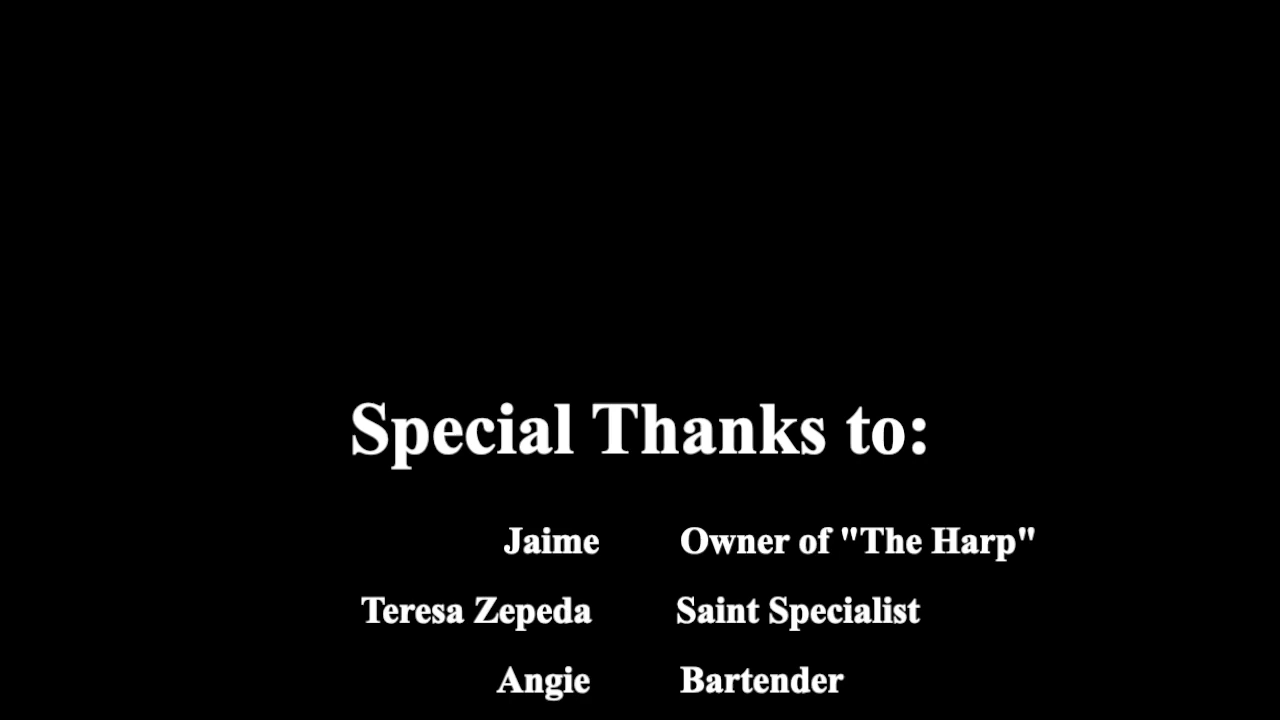 Special Thanks to:
Jaime Owner of "The Harp"
Teresa Zepeda Saint Specialist
Angie Bartender